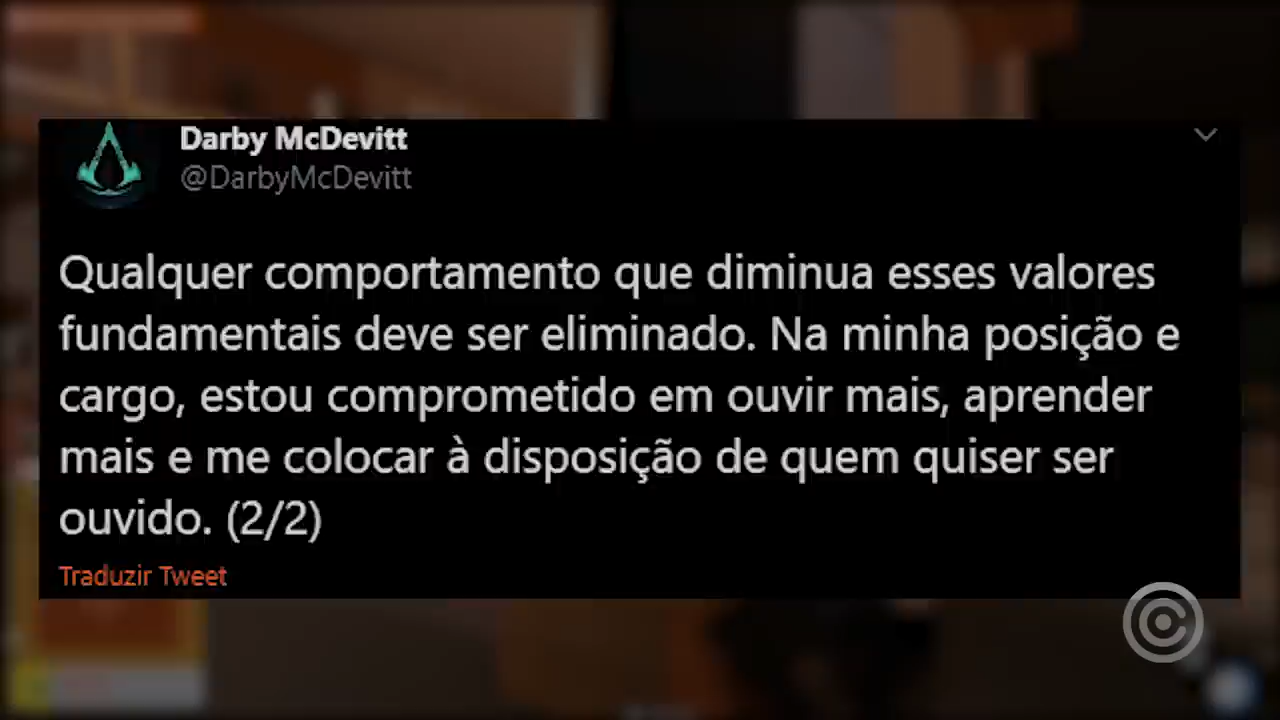 Darby McDevitt
@DarbyMcDevitt
Qualquer comportamento que diminua esses valores
fundamentais deve ser eliminado. Na minha posição e
cargo, estou comprometido em ouvir mais, aprender
mais e me colocar à disposição de quem quiser ser
ouvido. (2/2)
Traduzir Tweet